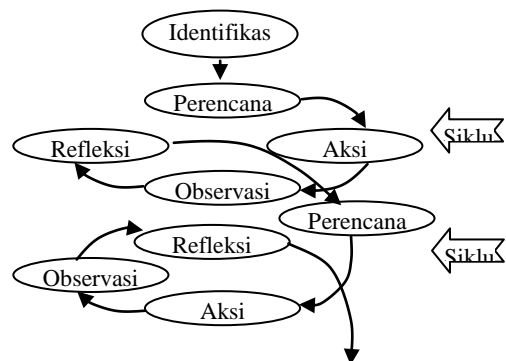 Identifikas
Perencana
Aksi
Siklu
Refleksi
Observasi
Perencana
Refleksi
Siklu
Observasi
Aksi